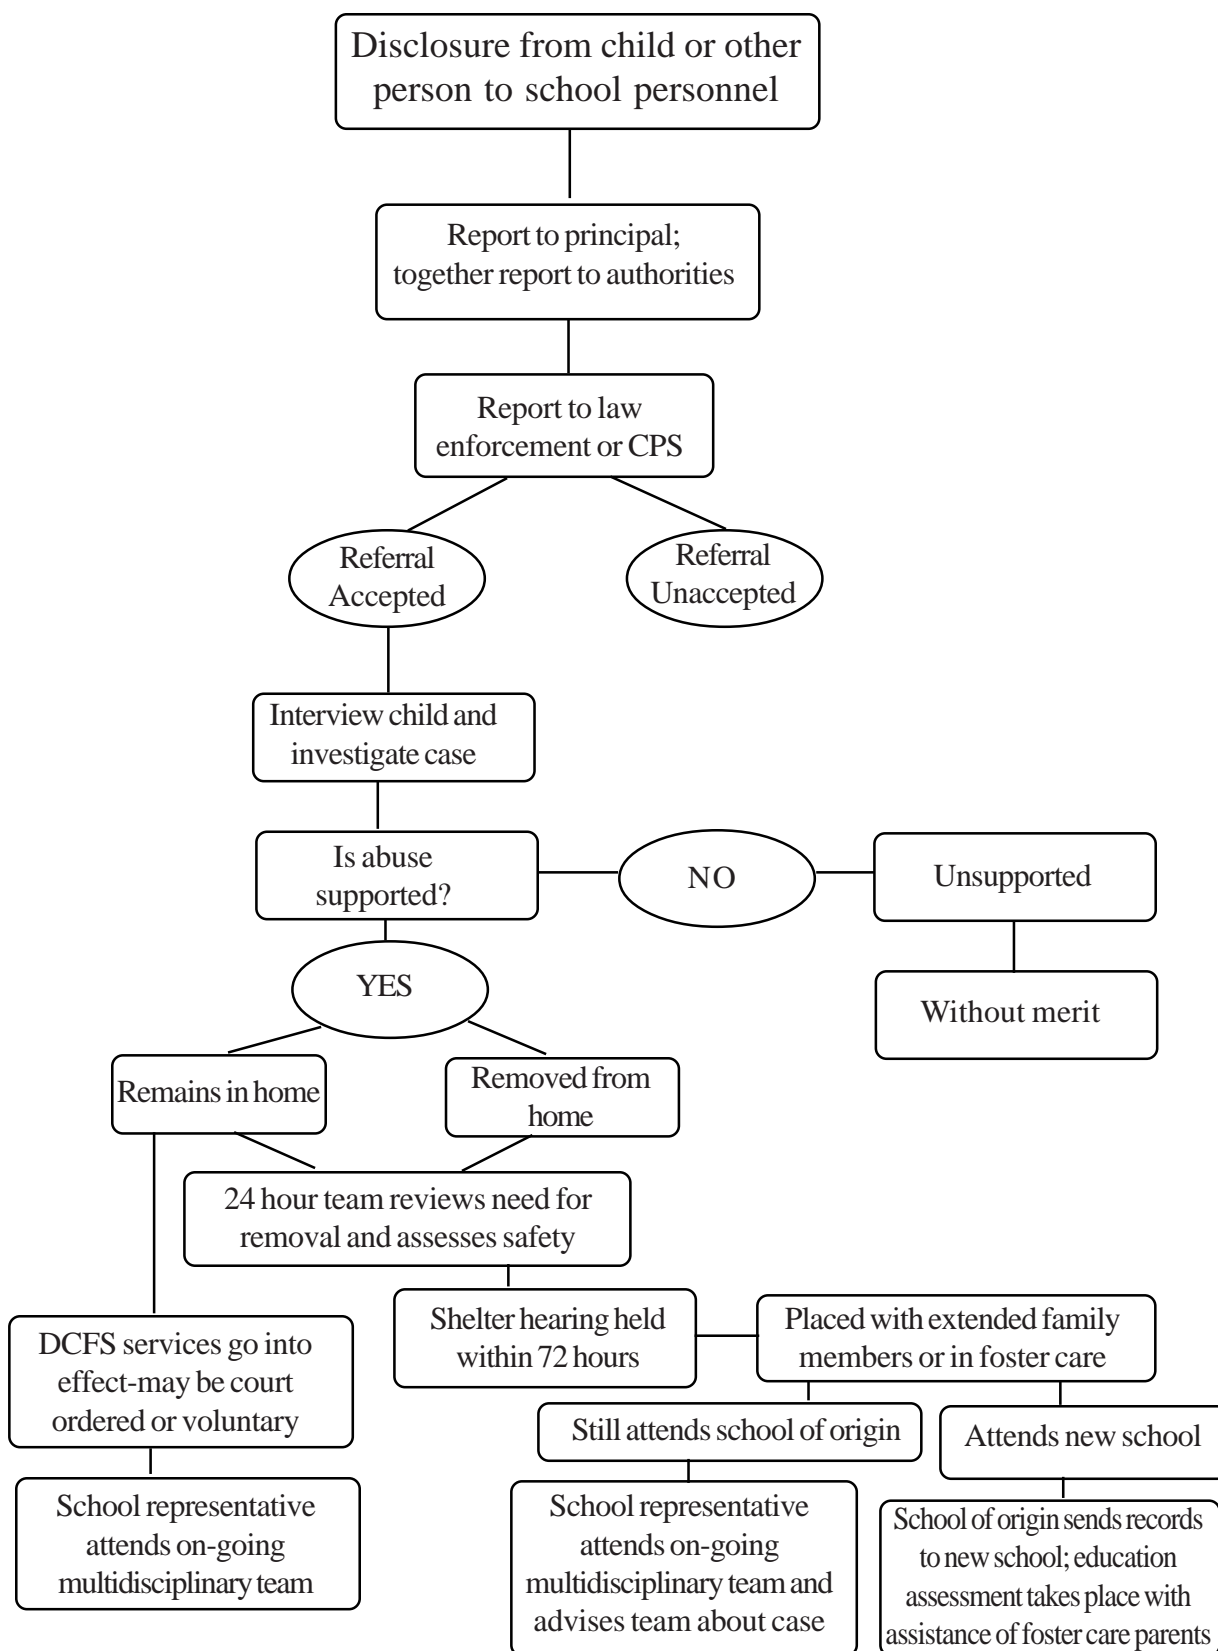 Disclosure from child or other
person to school personnel
Report to principal;
together report to authorities
Report to law
enforcement or CPS
Referral
Accepted
Referral
Unaccepted
Interview child and
investigate case
Is abuse
supported?
NO
Unsupported
YES
Without merit
Remains in home
Removed from
home
24 hour team reviews need for
removal and assesses safety
Shelter hearing held
within 72 hours
Placed with extended family
members or in foster care
DCFS services go into
effect-may be court
ordered or voluntary
Still attends school of origin
Attends new school
School representative
attends on-going
multidisciplinary team
School representative
attends on-going
multidisciplinary team and
advises team about case
School of origin sends records
to new school; education
assessment takes place with
assistance of foster care parents